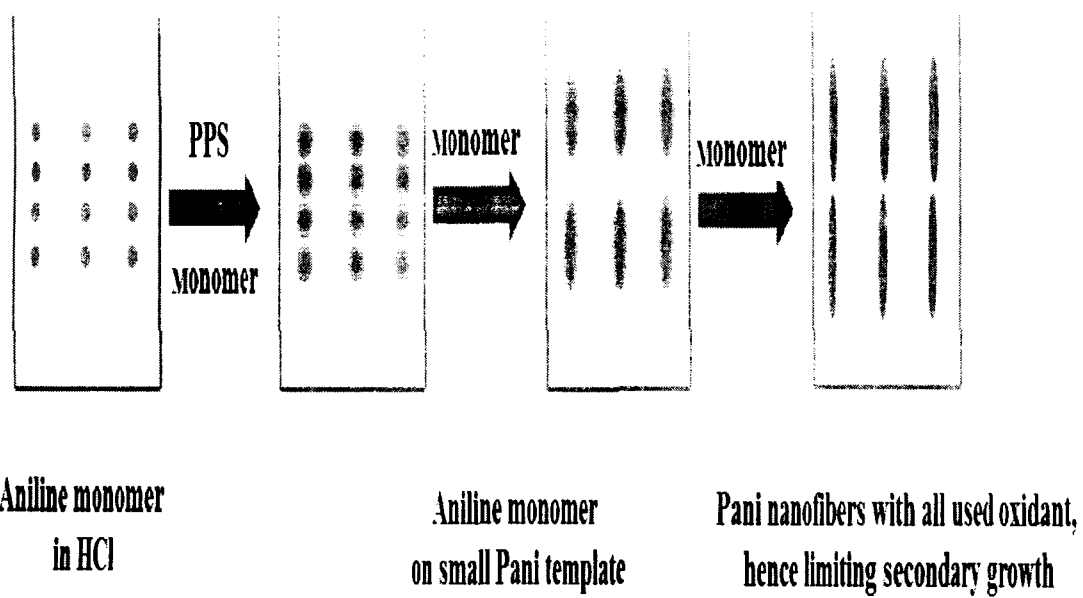 PPS
Monomer
Monomer
Monomer
Aniline monomer
in HCl
Aniline monomer
on small Pani template
Pani nanofibers with all used oxidant,
hence limiting secondary growth